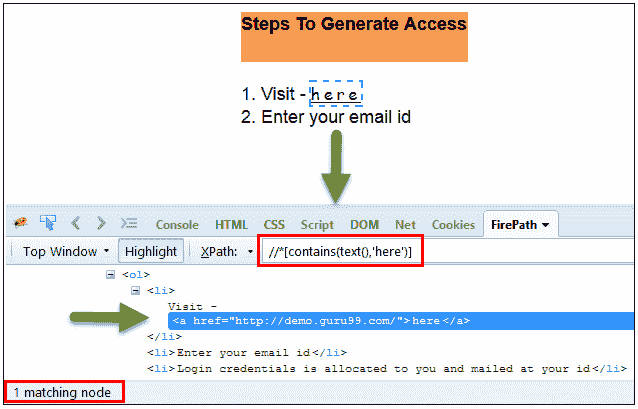 Steps To Generate Access
1. Visit - here
2. Enter your email id
Console HTML CSS Script DOM Net Cookies FirePath
Top Window Highlight XPath: //*[contains(text(),'here')]
<ol>
<li>
Visit -
<a href="http://demo.guru99.com/">here</a>
</li>
<li>Enter your email id</li>
<li>Login credentials is allocated to you and mailed at your id</li>
1 matching node